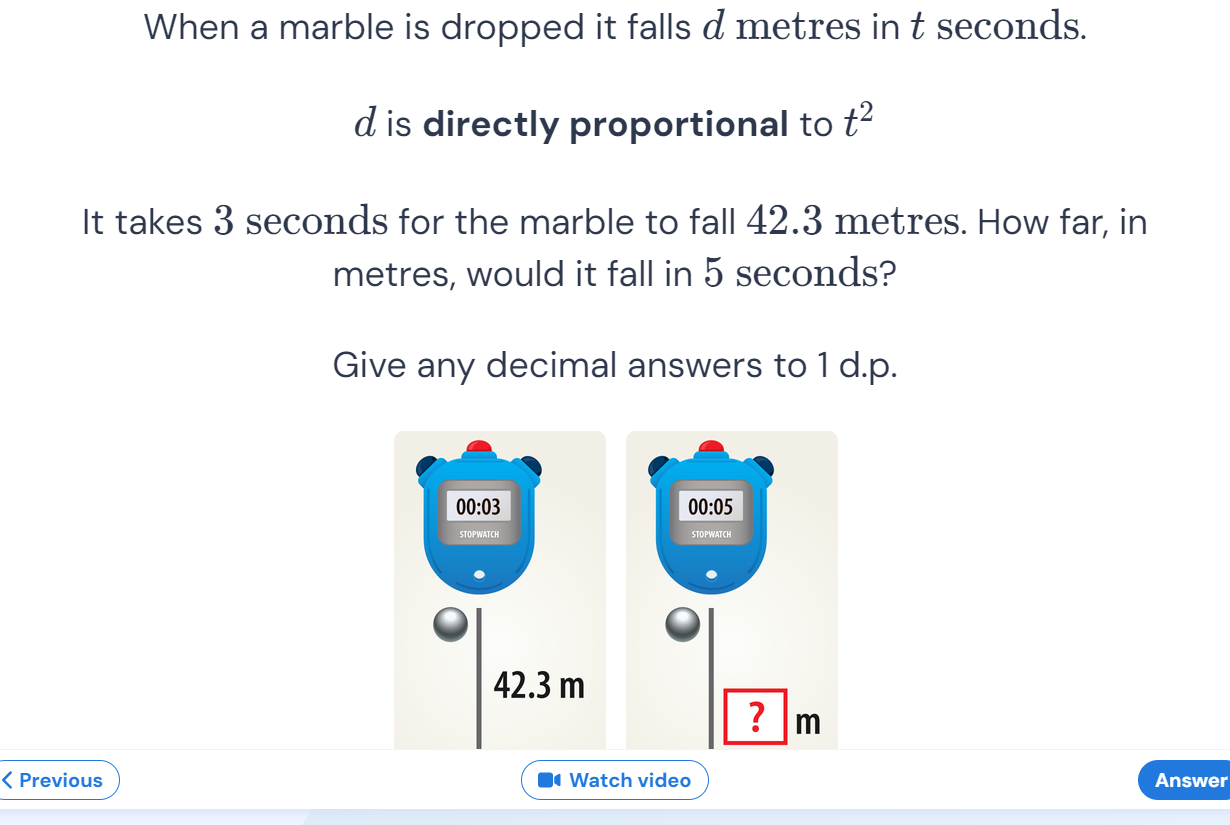 When a marble is dropped it falls d metres in t seconds.
d is directly proportional to t²
It takes 3 seconds for the marble to fall 42.3 metres. How far, in
metres, would it fall in 5 seconds?
Give any decimal answers to 1 d.p.
00:03
STOPWATCH
42.3 m
00:05
STOPWATCH
? m
Previous
Watch video
Answer